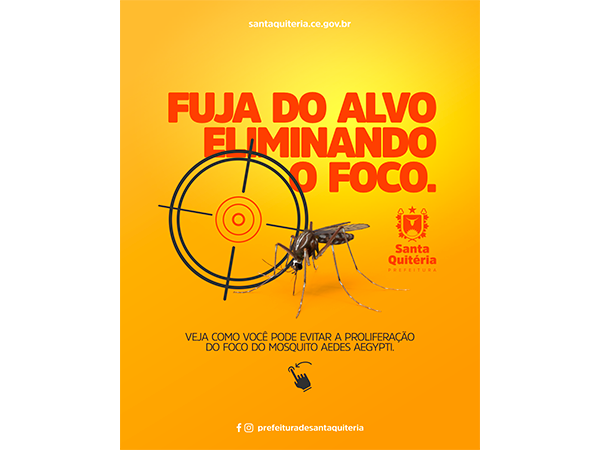 santaquiteria.ce.gov.br
FUJA DO ALVO
ELIMINANDO
O FOCO.
Santa
Quitéria
PREFEITURA
VEJA COMO VOCÊ PODE EVITAR A PROLIFERAÇÃO
DO FOCO DO MOSQUITO AEDES AEGYPTI.
prefeituradesantaquiteria